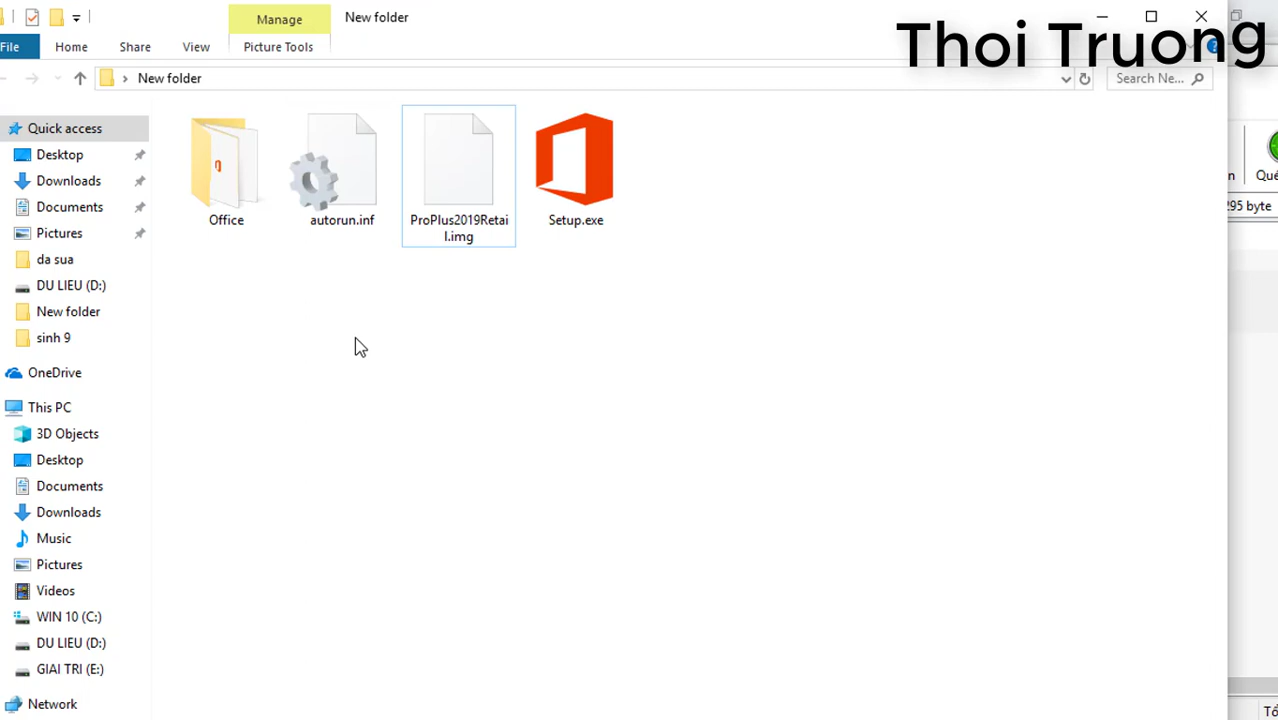 Manage
New folder
Thoi Truong
File
Home
Share
View
Picture Tools
New folder
Search Ne...
Quick access
Desktop
Downloads
Documents
Pictures
da sua
DU LIEU (D:)
New folder
sinh 9
OneDrive
This PC
3D Objects
Desktop
Documents
Downloads
Music
Pictures
Videos
WIN 10 (C:)
DU LIEU (D:)
GIAI TRI (E:)
Network
Office
autorun.inf
ProPlus2019Retai
l.img
Setup.exe
Qué
295 byte